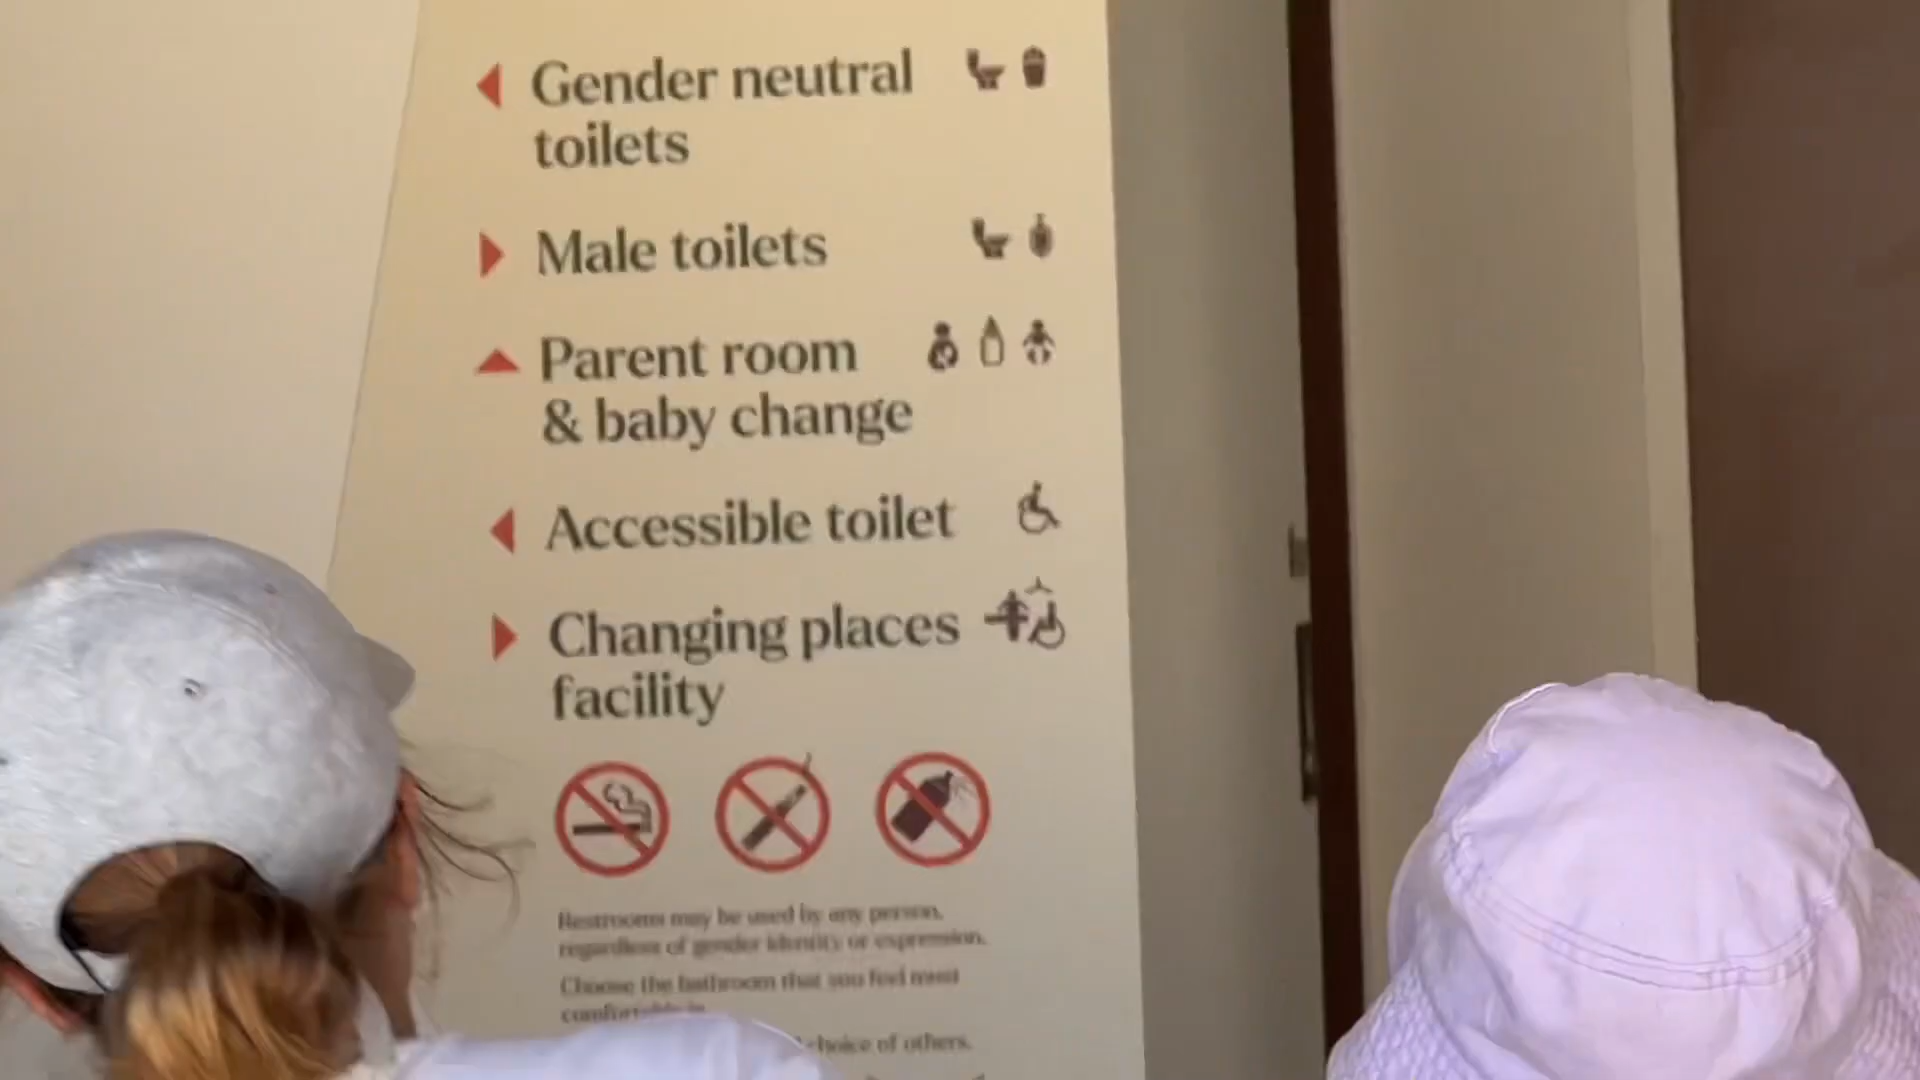 Gender neutral
toilets
Male toilets
Parent room
& baby change
Accessible toilet
Changing places
facility
Restrooms may be used by any person,
regardless of gender identity or expression.
Choose the bathroom that you feel most
comfortable in
choice of others.